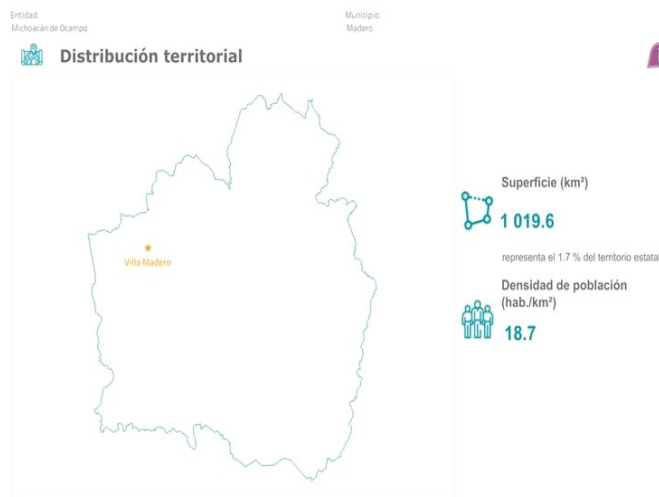 Entidad:
Michoacán de Ocampo
Municipio:
Madero
Distribución territorial
Villa Madero
Superficie (km²)
1 019.6
representa el 1.7 % del territorio estatal
Densidad de población
(hab./km²)
18.7